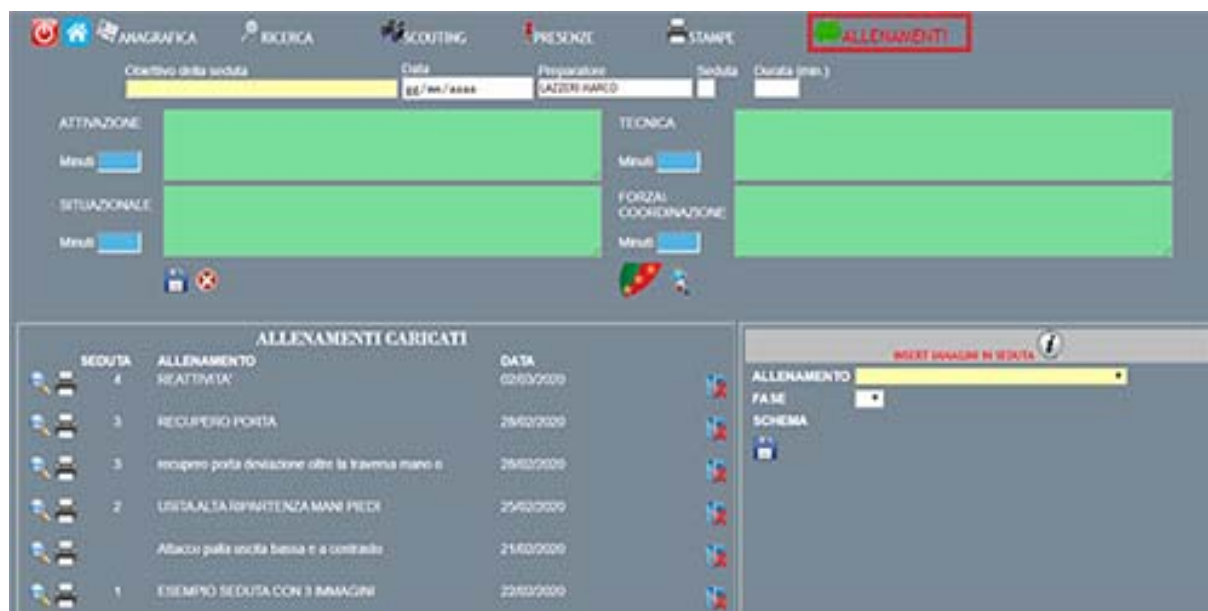 ANAGRAFICA RICERCA SCOUTING PRESENZE STAMPE ALLENAMENTI
Obiettivo della seduta Data Preparatore Seduta Durata (min.)
gg/mm/aaaa LAZZERI MARCO
ATTIVAZIONE TECNICA
Minuti Minuti
SITUAZIONALE FORZA/
COORDINAZIONE
Minuti Minuti
ALLENAMENTI CARICATI
SEDUTA ALLENAMENTO DATA
4 REATTIVITA' 02/03/2020
3 RECUPERO PORTA 28/02/2020
3 recupero porta deviazione oltre la traversa mano o 28/02/2020
2 USITA ALTA RIPARTENZA MANI PIEDI 25/02/2020
Attacco palla uscita bassa e a contrasto 21/02/2020
1 ESEMPIO SEDUTA CON 3 IMMAGINI 22/02/2020
INSERT IMMAGINI IN SEDUTA i
ALLENAMENTO
FASE
SCHEMA